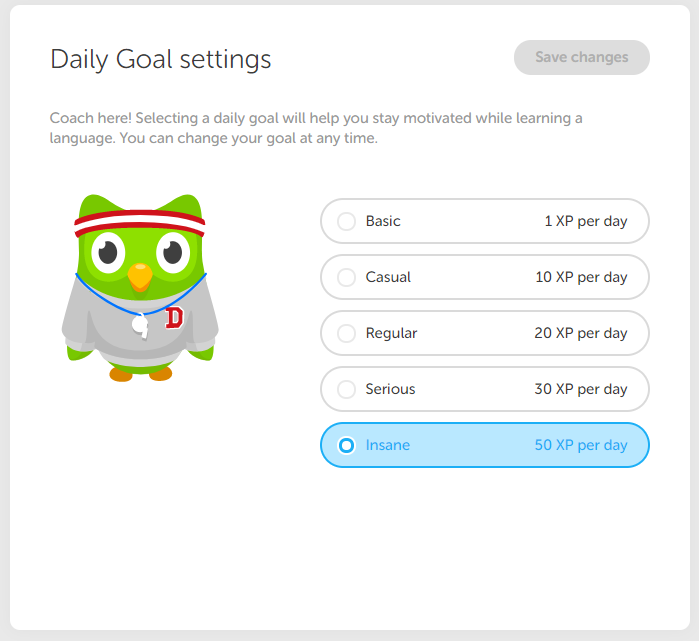 Daily Goal settings
Save changes
Coach here! Selecting a daily goal will help you stay motivated while learning a
language. You can change your goal at any time.
Basic 1 XP per day
Casual 10 XP per day
Regular 20 XP per day
Serious 30 XP per day
Insane 50 XP per day
D